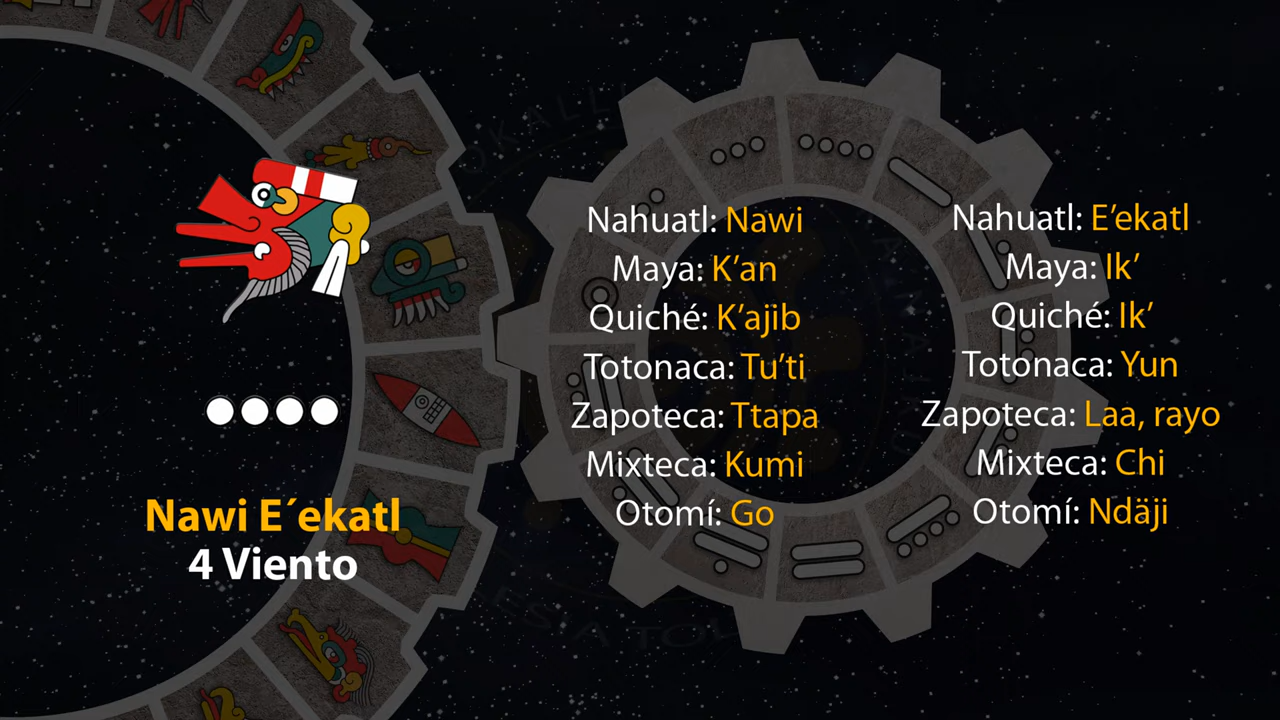 Nahuatl: Nawi
Maya: K’an
Quiché: K’ajib
Totonaca: Tu’ti
Zapoteca: Ttapa
Mixteca: Kumi
Otomí: Go
Nahuatl: E’ekatl
Maya: Ik’
Quiché: Ik’
Totonaca: Yun
Zapoteca: Laa, rayo
Mixteca: Chi
Otomí: Ndäji
Nawi E´ekatl
4 Viento